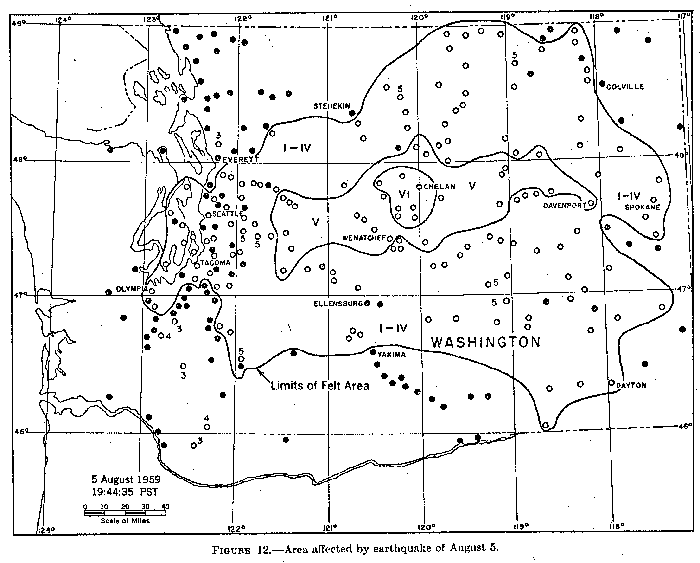 49° 124° 123° 122° 121° 120° 119° 118° 117°
5
5
COLVILLE
STEHEKIN
3
I-IV
EVERETT
48°
VI
CHELAN
V
V
I-IV
DAVENPORT
SPOKANE
SEATTLE
5
5
WENATCHEE
TACOMA
OLYMPIA
5
47°
47°
ELLENSBURG
5
3
4
I-IV
WASHINGTON
YAKIMA
5
3
Limits of Felt Area
DAYTON
4
46°
46°
3
5 August 1959
19:44:35 PST
10 0 10 20 30 40
Scale of Miles
124° 122° 121° 120° 119° 118°
FIGURE 12.—Area affected by earthquake of August 5.